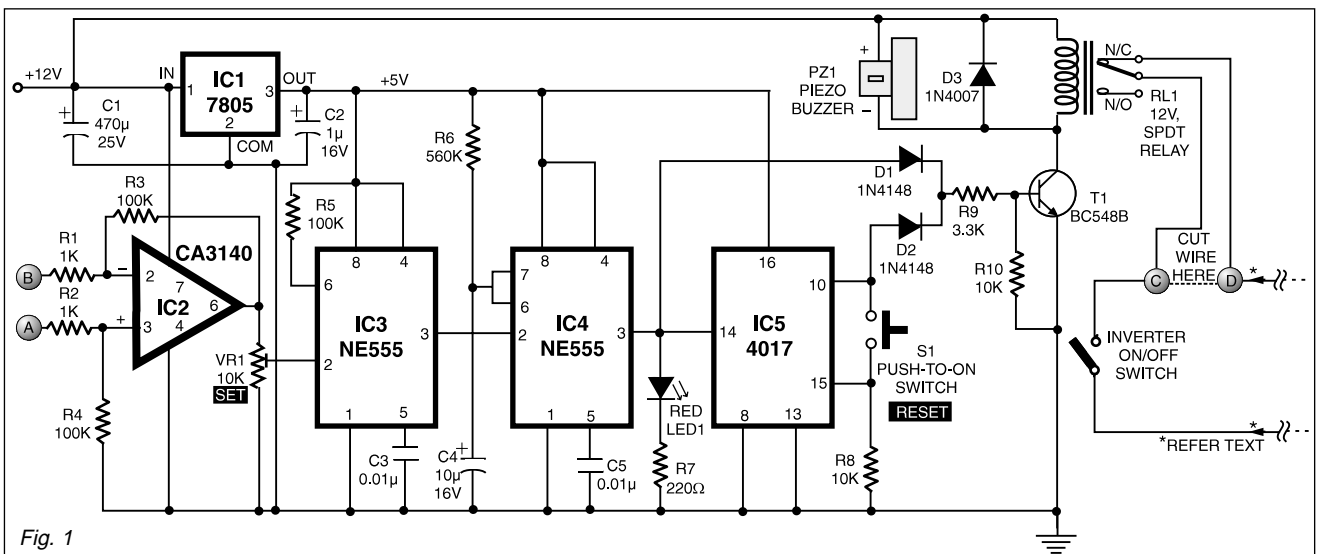 +12V
C1
470µ
25V
IN
1
IC1
7805
2
COM
OUT
3
+5V
C2
1µ
16V
R3
100K
R1
1K
B
R2
1K
A
CA3140
IC2
2
3
7
4
6
−
+
R4
100K
VR1
10K
SET
R5
100K
8
4
6
IC3
NE555
3
2
1
5
C3
0.01µ
R6
560K
C4
10µ
16V
8
4
7
6
IC4
NE555
3
2
1
5
C5
0.01µ
RED
LED1
R7
220Ω
16
10
14
IC5
4017
15
8
13
S1
PUSH-TO-ON
SWITCH
RESET
R8
10K
D1
1N4148
D2
1N4148
R9
3.3K
R10
10K
+
PZ1
PIEZO
BUZZER
−
D3
1N4007
N/C
N/O
RL1
12V,
SPDT
RELAY
T1
BC548B
CUT
WIRE
HERE
C
D
*
INVERTER
ON/OFF
SWITCH
*
*REFER TEXT
Fig. 1